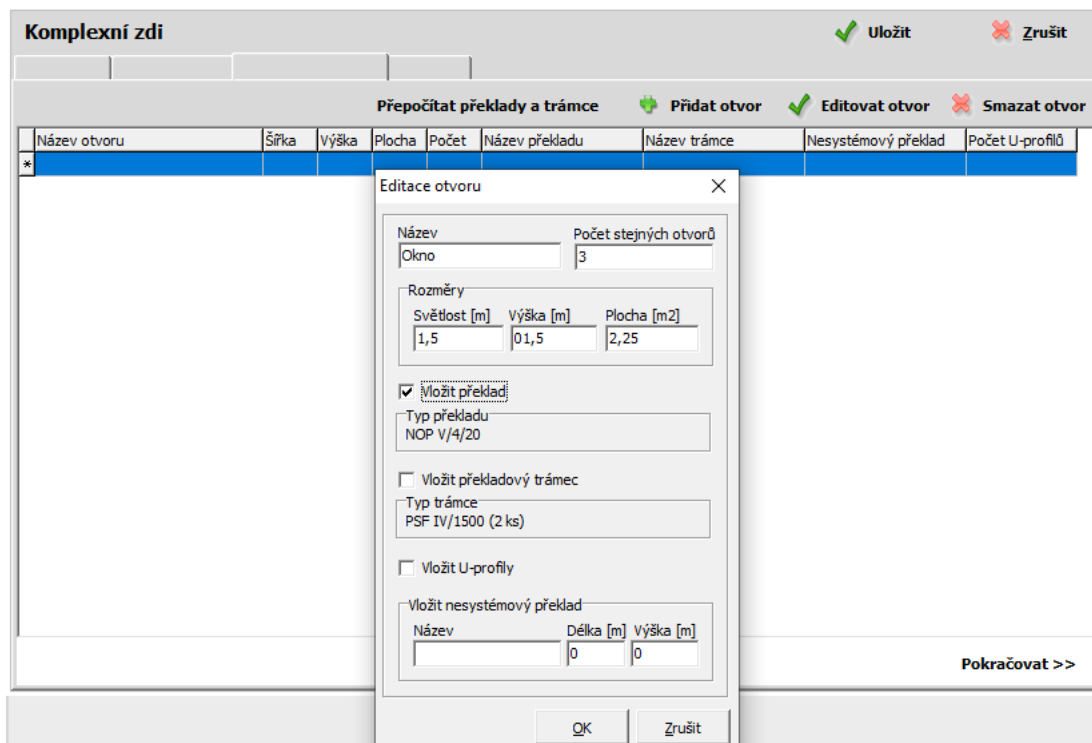 Komplexní zdi
Uložit
Zrušit
Přepočítat překlady a trámce
Přidat otvor
Editovat otvor
Smazat otvor
Název otvoru
Šířka
Výška
Plocha
Počet
Název překladu
Název trámce
Nesystémový překlad
Počet U-profilů
*
Editace otvoru
Název
Počet stejných otvorů
Okno
3
Rozměry
Světlost [m]
Výška [m]
Plocha [m2]
1,5
01,5
2,25
Vložit překlad
Typ překladu
NOP V/4/20
Vložit překladový trámec
Typ trámce
PSF IV/1500 (2 ks)
Vložit U-profily
Vložit nesystémový překlad
Název
Délka [m]
Výška [m]
0
0
Pokračovat >>
OK
Zrušit